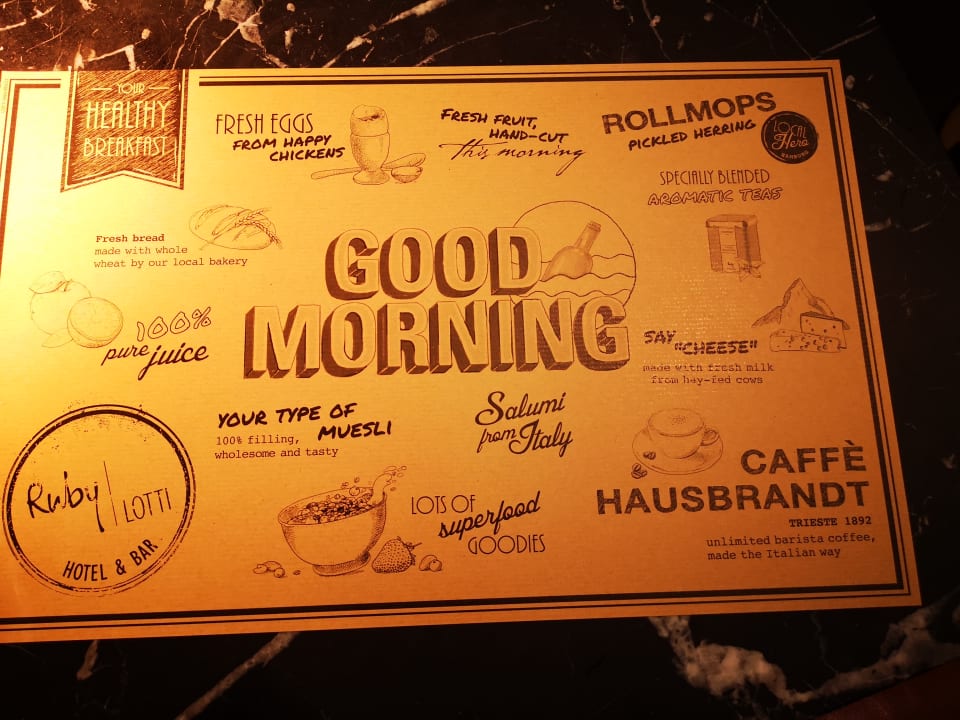 YOUR
HEALTHY
BREAKFAST
FRESH EGGS
FROM HAPPY
CHICKENS
FRESH FRUIT,
HAND-CUT
This morning
ROLLMOPS
PICKLED HERRING
LOCAL
Hero
HAMBURG
SPECIALLY BLENDED
AROMATIC TEAS
Fresh bread
made with whole
wheat by our local bakery
GOOD
MORNING
100%
pure juice
SAY
"CHEESE"
made with fresh milk
from hay-fed cows
YOUR TYPE OF
MUESLI
100% filling,
wholesome and tasty
Salumi
from Italy
Ruby LOTTI
HOTEL & BAR
LOTS OF
superfood
GOODIES
CAFFÈ
HAUSBRANDT
TRIESTE 1892
unlimited barista coffee,
made the Italian way